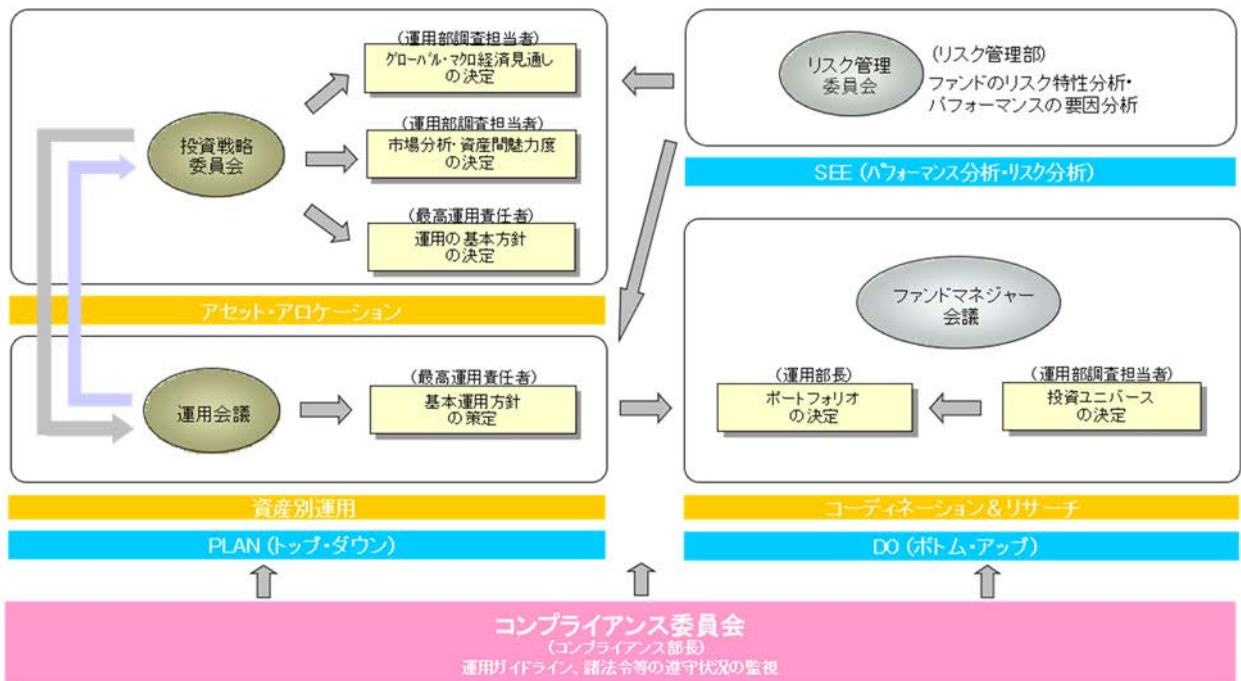 (運用部調査担当者)
グローバル・マクロ経済見通し
の決定
投資戦略
委員会
(運用部調査担当者)
市場分析・資産間魅力度
の決定
(最高運用責任者)
運用の基本方針
の決定
アセット・アロケーション
運用会議
(最高運用責任者)
基本運用方針
の策定
資産別運用
PLAN (トップ・ダウン)
リスク管理
委員会
(リスク管理部)
ファンドのリスク特性分析・
パフォーマンスの要因分析
SEE (パフォーマンス分析・リスク分析)
ファンドマネジャー
会議
(運用部長)
ポートフォリオ
の決定
(運用部調査担当者)
投資ユニバース
の決定
コーディネーション&リサーチ
DO (ボトム・アップ)
コンプライアンス委員会
(コンプライアンス部長)
運用ガイドライン、諸法令等の遵守状況の監視